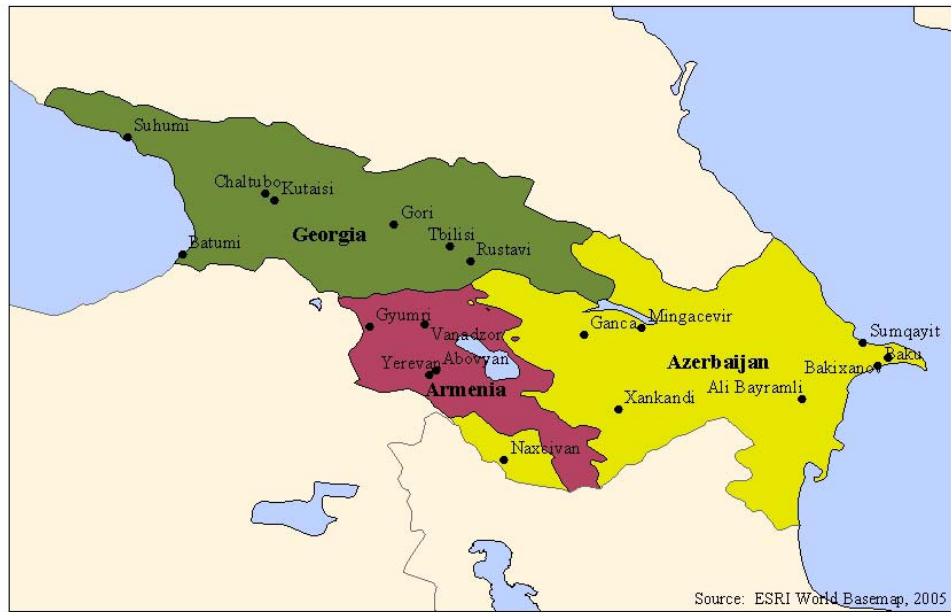 Suhumi
Chaltubo
Kutaisi
Gori
Georgia
Tbilisi
Batumi
Rustavi
Gyumri
Vanadzor
Ganca
Mingacevir
Sumqayit
Yerevan
Abovyan
Azerbaijan
Bakixanov
Baku
Armenia
Xankandi
Ali Bayramli
Naxcivan
Source: ESRI World Basemap, 2005